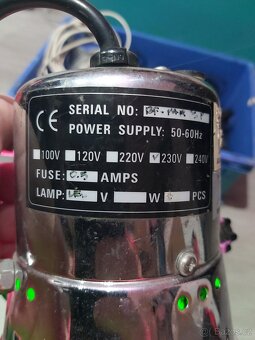 CE
SERIAL NO:
POWER SUPPLY: 50-60Hz
100V 120V 220V 230V 240V
FUSE: AMPS
LAMP: V W PCS